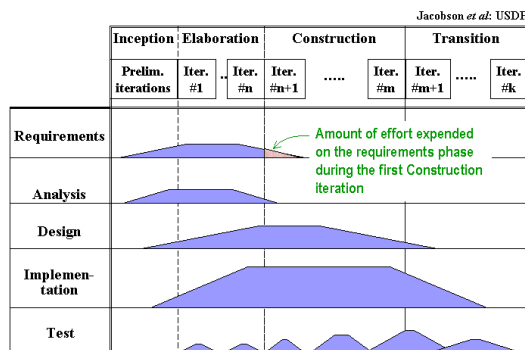 Jacobson et al: USDP
Inception Elaboration Construction Transition
Prelim. iterations
Iter. #1
..
Iter. #n
Iter. #n+1
.....
Iter. #m
Iter. #m+1
.....
Iter. #k
Requirements
Amount of effort expended
on the requirements phase
during the first Construction
iteration
Analysis
Design
Implemen-
tation
Test